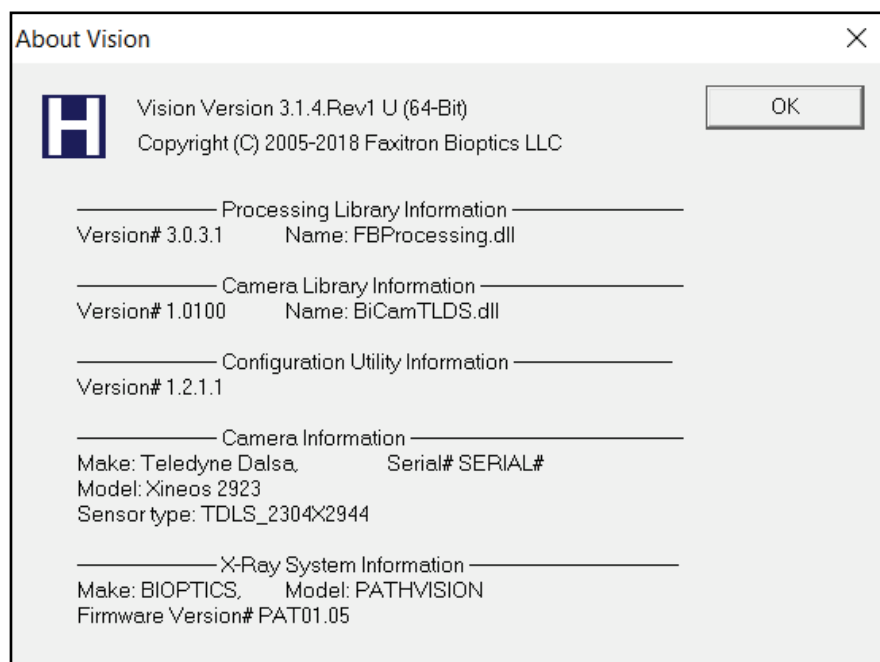 About Vision
Vision Version 3.1.4.Rev1 U (64-Bit)
OK
Copyright (C) 2005-2018 Faxitron Bioptics LLC
Processing Library Information
Version# 3.0.3.1 Name: FBProcessing.dll
Camera Library Information
Version# 1.0100 Name: BiCamTLDS.dll
Configuration Utility Information
Version# 1.2.1.1
Camera Information
Make: Teledyne Dalsa, Serial# SERIAL#
Model: Xineos 2923
Sensor type: TDLS_2304X2944
X-Ray System Information
Make: BIOPTICS, Model: PATHVISION
Firmware Version# PAT01.05